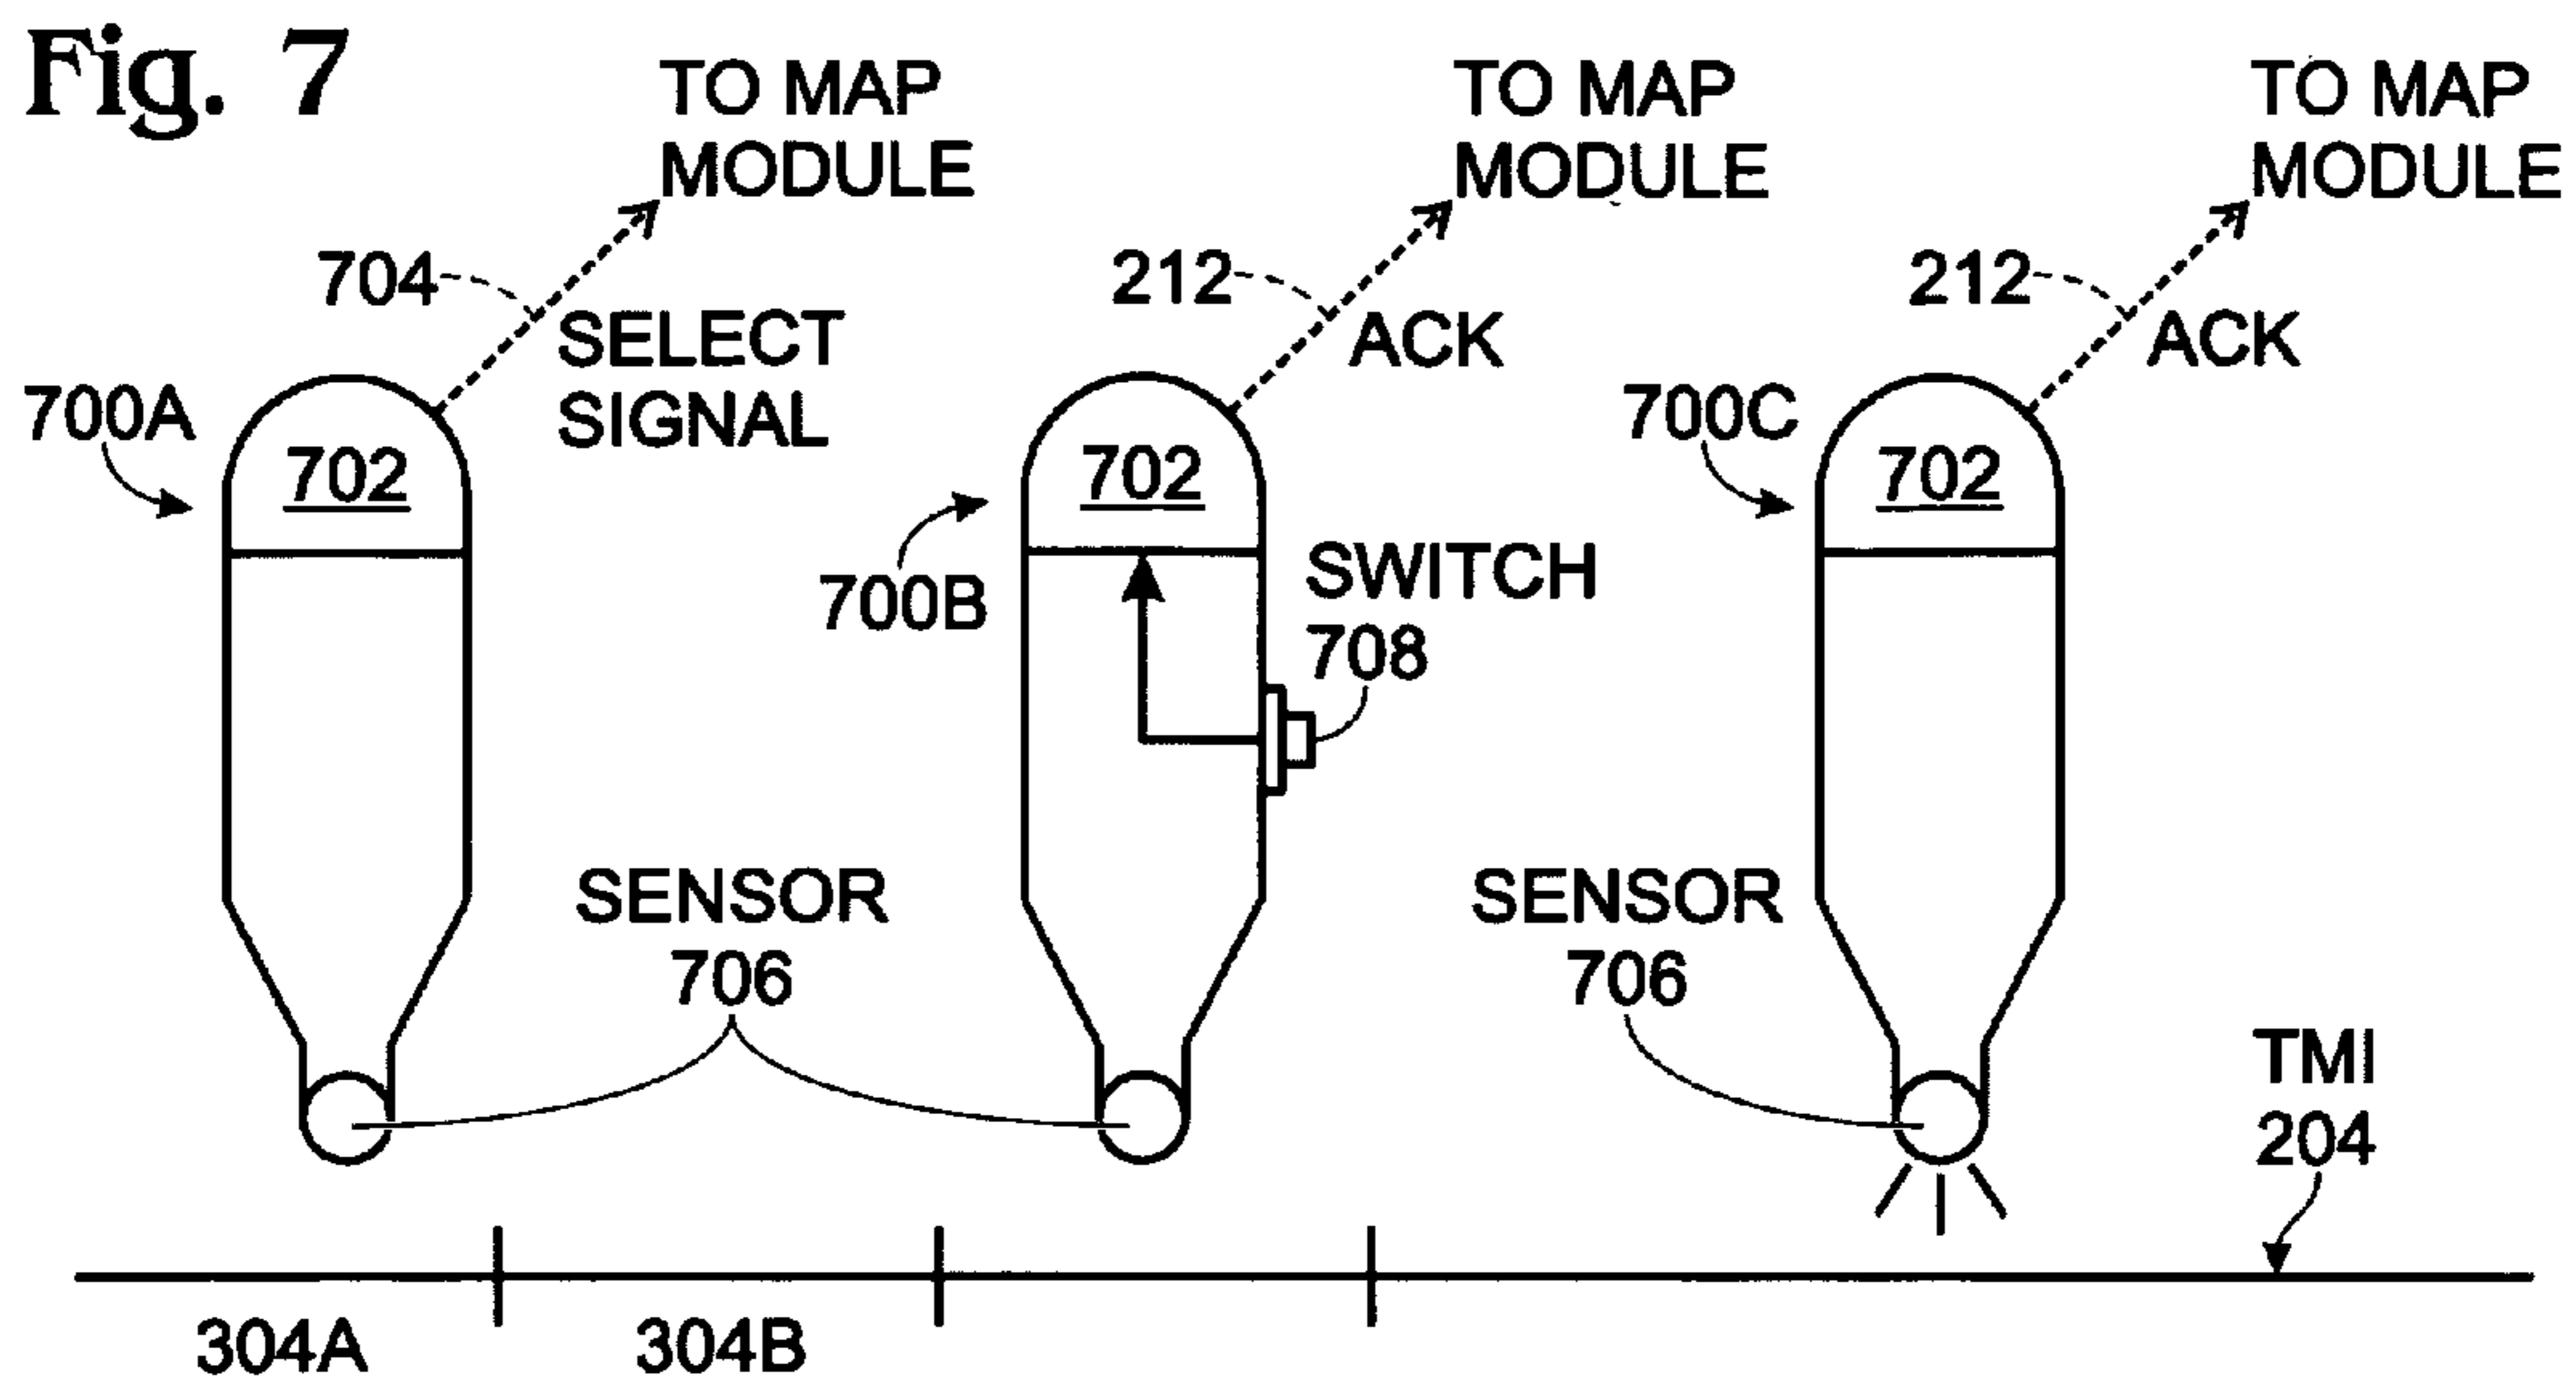 Fig. 7
TO MAP
MODULE
704
SELECT
SIGNAL
700A
702
TO MAP
MODULE
212
ACK
702
700B
SWITCH
708
TO MAP
MODULE
212
ACK
700C
702
SENSOR
706
SENSOR
706
TMI
204
304A
304B